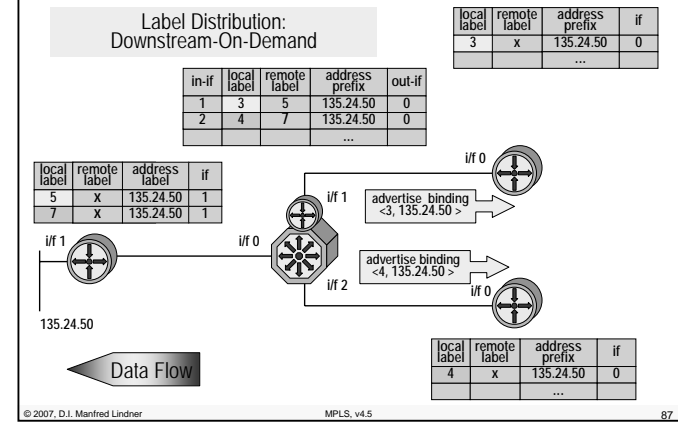 Label Distribution:
Downstream-On-Demand
local label remote label address prefix if
3 x 135.24.50 0
...
in-if local label remote label address prefix out-if
1 3 5 135.24.50 0
2 4 7 135.24.50 0
...
local label remote label address label if
5 x 135.24.50 1
7 x 135.24.50 1
i/f 0
i/f 1
advertise binding
<3, 135.24.50 >
i/f 1
i/f 0
advertise binding
<4, 135.24.50 >
i/f 2
i/f 0
135.24.50
Data Flow
local label remote label address prefix if
4 x 135.24.50 0
...
© 2007, D.I. Manfred Lindner MPLS, v4.5 87